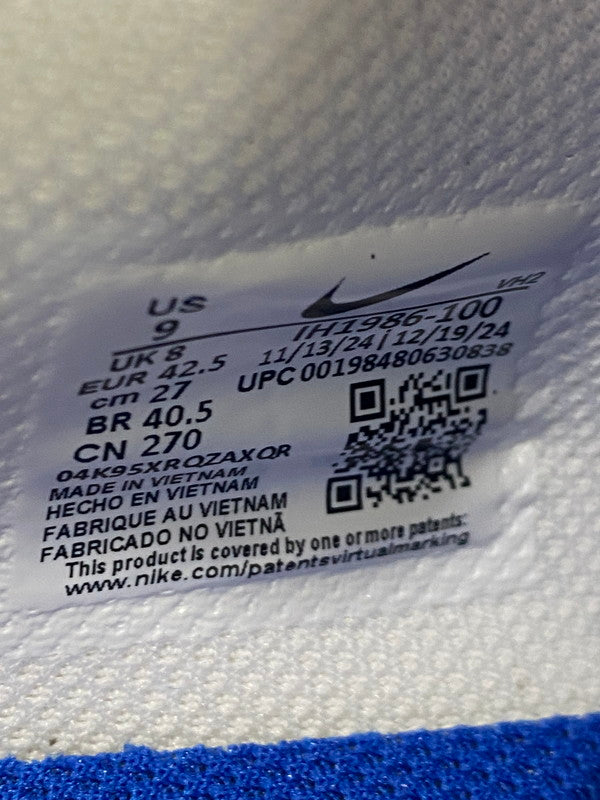 US
9
VH2
IH1986-100
UK 8
11/13/24 | 12/19/24
EUR 42.5
UPC 00198480630838
cm 27
BR 40.5
CN 270
04K95XRQZAXQR
MADE IN VIETNAM
HECHO EN VIETNAM
FABRIQUE AU VIETNAM
FABRICADO NO VIETNÃ
This product is covered by one or more patents:
www.nike.com/patentsvirtualmarking